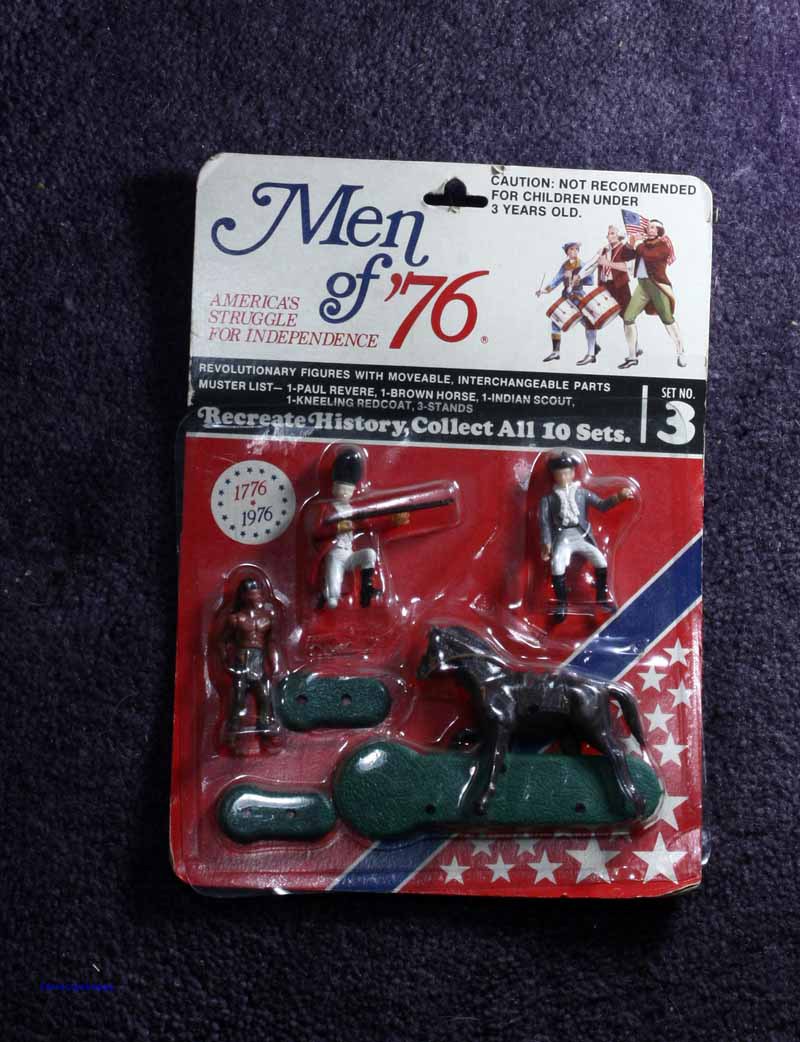 Men
of '76®
AMERICA'S
STRUGGLE
FOR INDEPENDENCE
CAUTION: NOT RECOMMENDED
FOR CHILDREN UNDER
3 YEARS OLD.
REVOLUTIONARY FIGURES WITH MOVEABLE, INTERCHANGEABLE PARTS
MUSTER LIST— 1-PAUL REVERE, 1-BROWN HORSE, 1-INDIAN SCOUT,
1-KNEELING REDCOAT, 3-STANDS
Recreate History, Collect All 10 Sets.
SET NO.
3
1776
1976